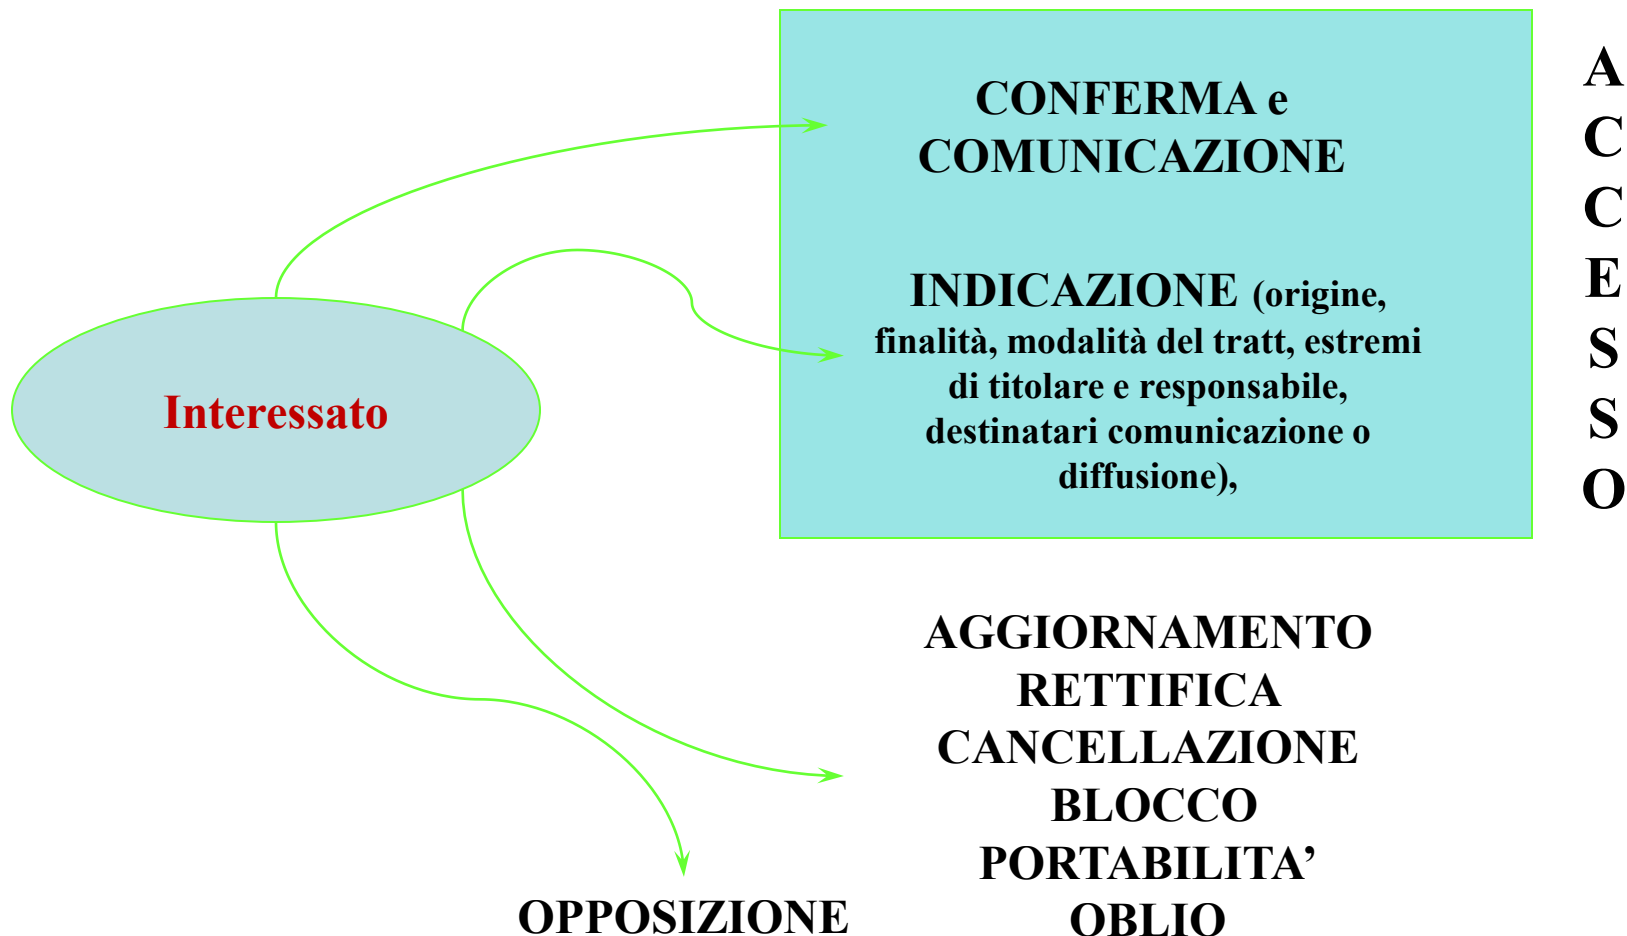 CONFERMA e
COMUNICAZIONE
INDICAZIONE (origine,
finalità, modalità del tratt, estremi
di titolare e responsabile,
destinatari comunicazione o
diffusione),
A
C
C
E
S
S
O
Interessato
AGGIORNAMENTO
RETTIFICA
CANCELLAZIONE
BLOCCO
PORTABILITA’
OBLIO
OPPOSIZIONE